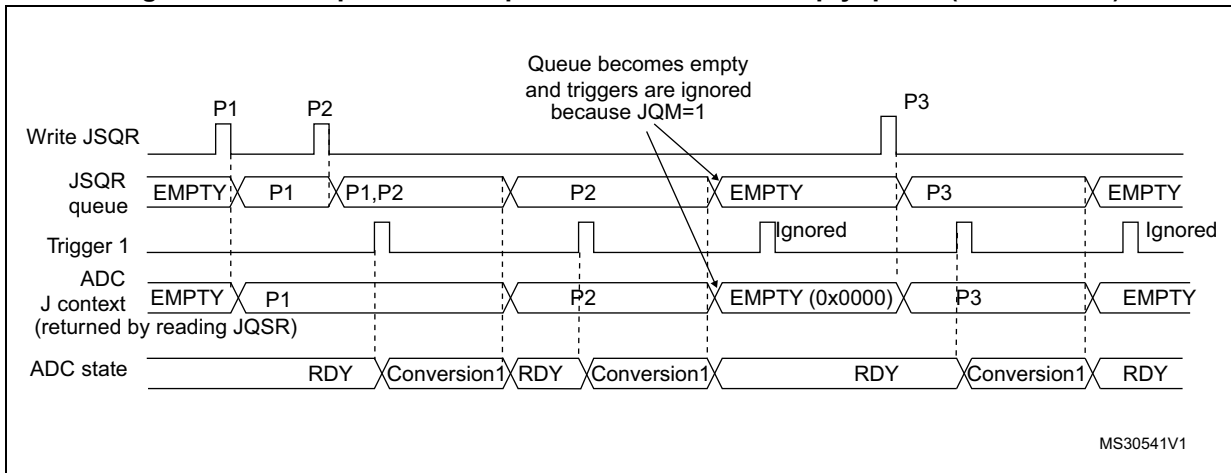 Queue becomes empty
and triggers are ignored
because JQM=1
P1 P2 P3
Write JSQR
JSQR
queue
EMPTY P1 P1,P2 P2 EMPTY P3 EMPTY
Trigger 1 Ignored Ignored
ADC
J context
(returned by reading JQSR)
EMPTY P1 P2 EMPTY (0x0000) P3 EMPTY
ADC state RDY Conversion1 RDY Conversion1 RDY Conversion1 RDY
MS30541V1